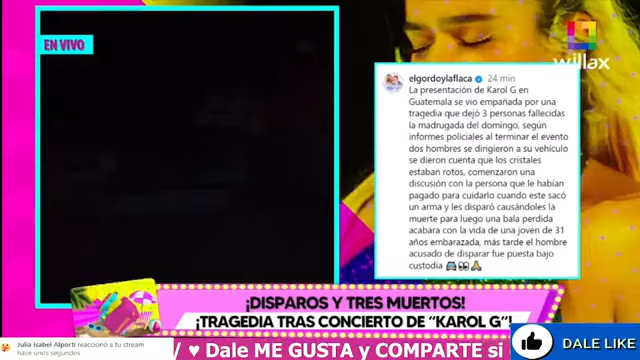 EN VIVO
willax
elgordoylaflaca 24 min
La presentación de Karol G en
Guatemala se vio empañada por una
tragedia que dejó 3 personas fallecidas
la madrugada del domingo, según
informes policiales al terminar el evento
dos hombres se dirigieron a su vehículo
se dieron cuenta que los cristales
estaban rotos, comenzaron una
discusión con la persona que le habían
pagado para cuidarlo cuando este sacó
un arma y les disparó causándoles la
muerte para luego una bala perdida
acabara con la vida de una joven de 31
años embarazada, más tarde el hombre
acusado de disparar fue puesta bajo
custodia
¡DISPAROS Y TRES MUERTOS!
¡TRAGEDIA TRAS CONCIERTO DE “KAROL G”!
Julia Isabel Alporti reaccionó a tu stream
hace unos segundos
/ ♥ Dale ME GUSTA y COMPARTE si
DALE LIKE